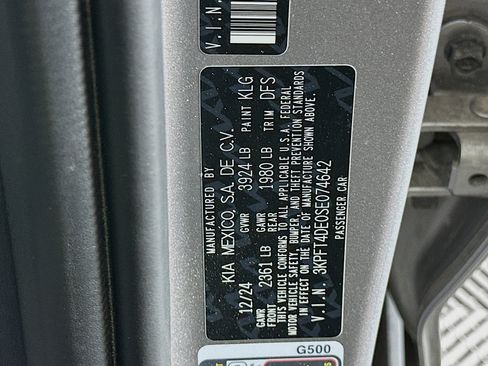 V.I.N.
MANUFACTURED BY
KIA MEXICO, S.A. DE C.V.
12/24 GVWR 3924 LB PAINT KLG
GAWR FRONT 2361 LB GAWR REAR 1980 LB TRIM DFS
THIS VEHICLE CONFORMS TO ALL APPLICABLE U.S.A. FEDERAL
MOTOR VEHICLE SAFETY, BUMPER, AND THEFT PREVENTION STANDARDS
IN EFFECT ON THE DATE OF MANUFACTURE SHOWN ABOVE.
V.I.N. 3KPFT4DE0SE074642
PASSENGER CAR
G500